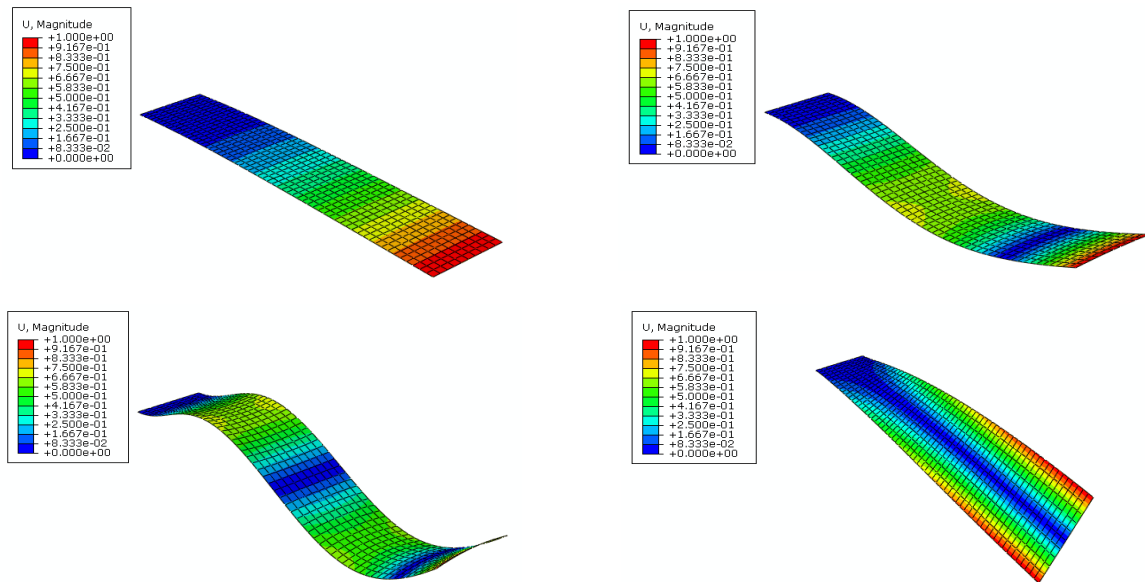 U, Magnitude
+1.000e+00
+9.167e-01
+8.333e-01
+7.500e-01
+6.667e-01
+5.833e-01
+5.000e-01
+4.167e-01
+3.333e-01
+2.500e-01
+1.667e-01
+8.333e-02
+0.000e+00
U, Magnitude
+1.000e+00
+9.167e-01
+8.333e-01
+7.500e-01
+6.667e-01
+5.833e-01
+5.000e-01
+4.167e-01
+3.333e-01
+2.500e-01
+1.667e-01
+8.333e-02
+0.000e+00
U, Magnitude
+1.000e+00
+9.167e-01
+8.333e-01
+7.500e-01
+6.667e-01
+5.833e-01
+5.000e-01
+4.167e-01
+3.333e-01
+2.500e-01
+1.667e-01
+8.333e-02
+0.000e+00
U, Magnitude
+1.000e+00
+9.167e-01
+8.333e-01
+7.500e-01
+6.667e-01
+5.833e-01
+5.000e-01
+4.167e-01
+3.333e-01
+2.500e-01
+1.667e-01
+8.333e-02
+0.000e+00